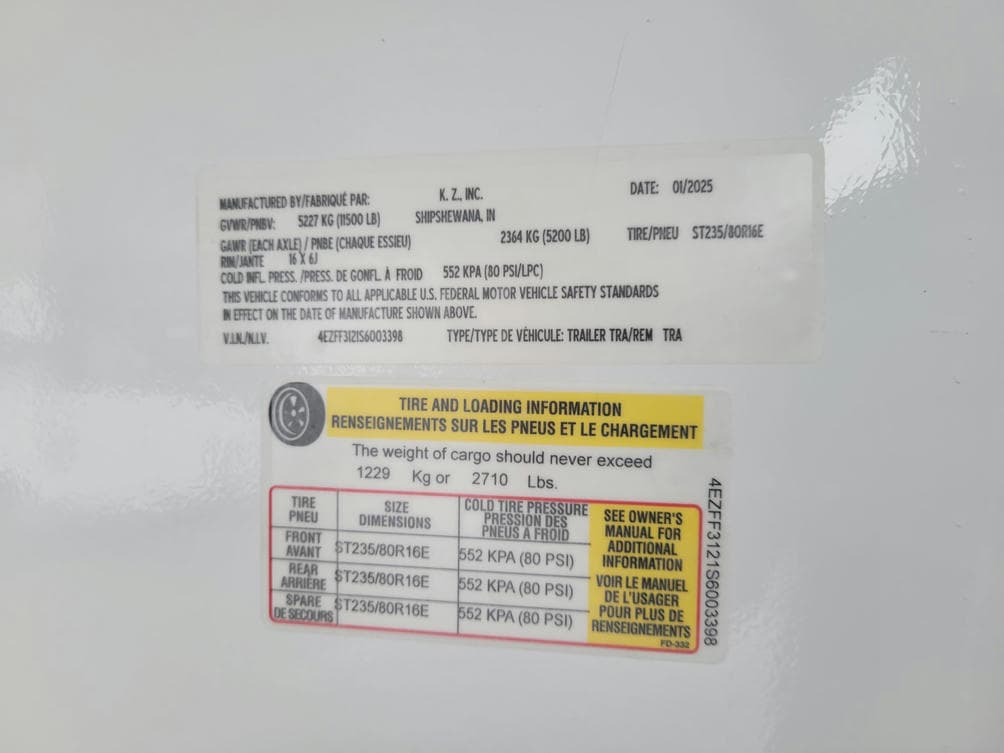 MANUFACTURED BY/FABRIQUÉ PAR: K. Z., INC. DATE: 01/2025
GVWR/PNBV: 5227 KG (11500 LB) SHIPSHEWANA, IN
GAWR (EACH AXLE) / PNBE (CHAQUE ESSIEU) 2364 KG (5200 LB) TIRE/PNEU ST235/80R16E
RIM/JANTE 16 X 6J
COLD INFL. PRESS. /PRESS. DE GONFL. À FROID 552 KPA (80 PSI/LPC)
THIS VEHICLE CONFORMS TO ALL APPLICABLE U.S. FEDERAL MOTOR VEHICLE SAFETY STANDARDS
IN EFFECT ON THE DATE OF MANUFACTURE SHOWN ABOVE.
V.I.N./N.I.V. 4EZFF3121S6003398 TYPE/TYPE DE VÉHICULE: TRAILER TRA/REM TRA
TIRE AND LOADING INFORMATION
RENSEIGNEMENTS SUR LES PNEUS ET LE CHARGEMENT
The weight of cargo should never exceed
1229 Kg or 2710 Lbs.
TIRE
PNEU
SIZE
DIMENSIONS
COLD TIRE PRESSURE
PRESSION DES
PNEUS A FROID
FRONT
AVANT
ST235/80R16E
552 KPA (80 PSI)
REAR
ARRIÈRE
ST235/80R16E
552 KPA (80 PSI)
SPARE
DE SECOURS
ST235/80R16E
552 KPA (80 PSI)
SEE OWNER'S
MANUAL FOR
ADDITIONAL
INFORMATION
VOIR LE MANUEL
DE L'USAGER
POUR PLUS DE
RENSEIGNEMENTS
FD-332
4EZFF3121S6003398